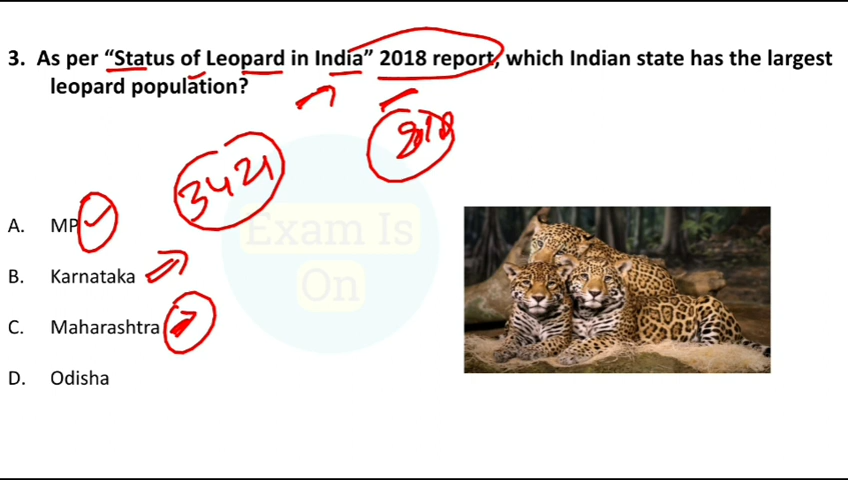 3. As per “Status of Leopard in India” 2018 report, which Indian state has the largest
leopard population?
3421
Exam Is
On
A. MP
B. Karnataka
C. Maharashtra
D. Odisha